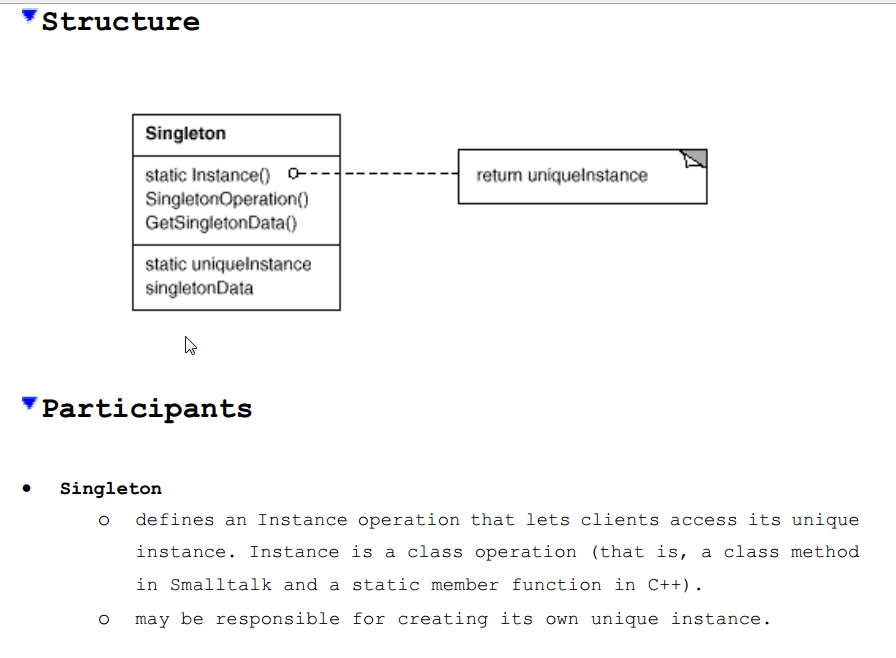 Structure
Singleton
static Instance()
return uniqueInstance
SingletonOperation()
GetSingletonData()
static uniqueInstance
singletonData
Participants
● Singleton
o defines an Instance operation that lets clients access its unique
instance. Instance is a class operation (that is, a class method
in Smalltalk and a static member function in C++).
o may be responsible for creating its own unique instance.